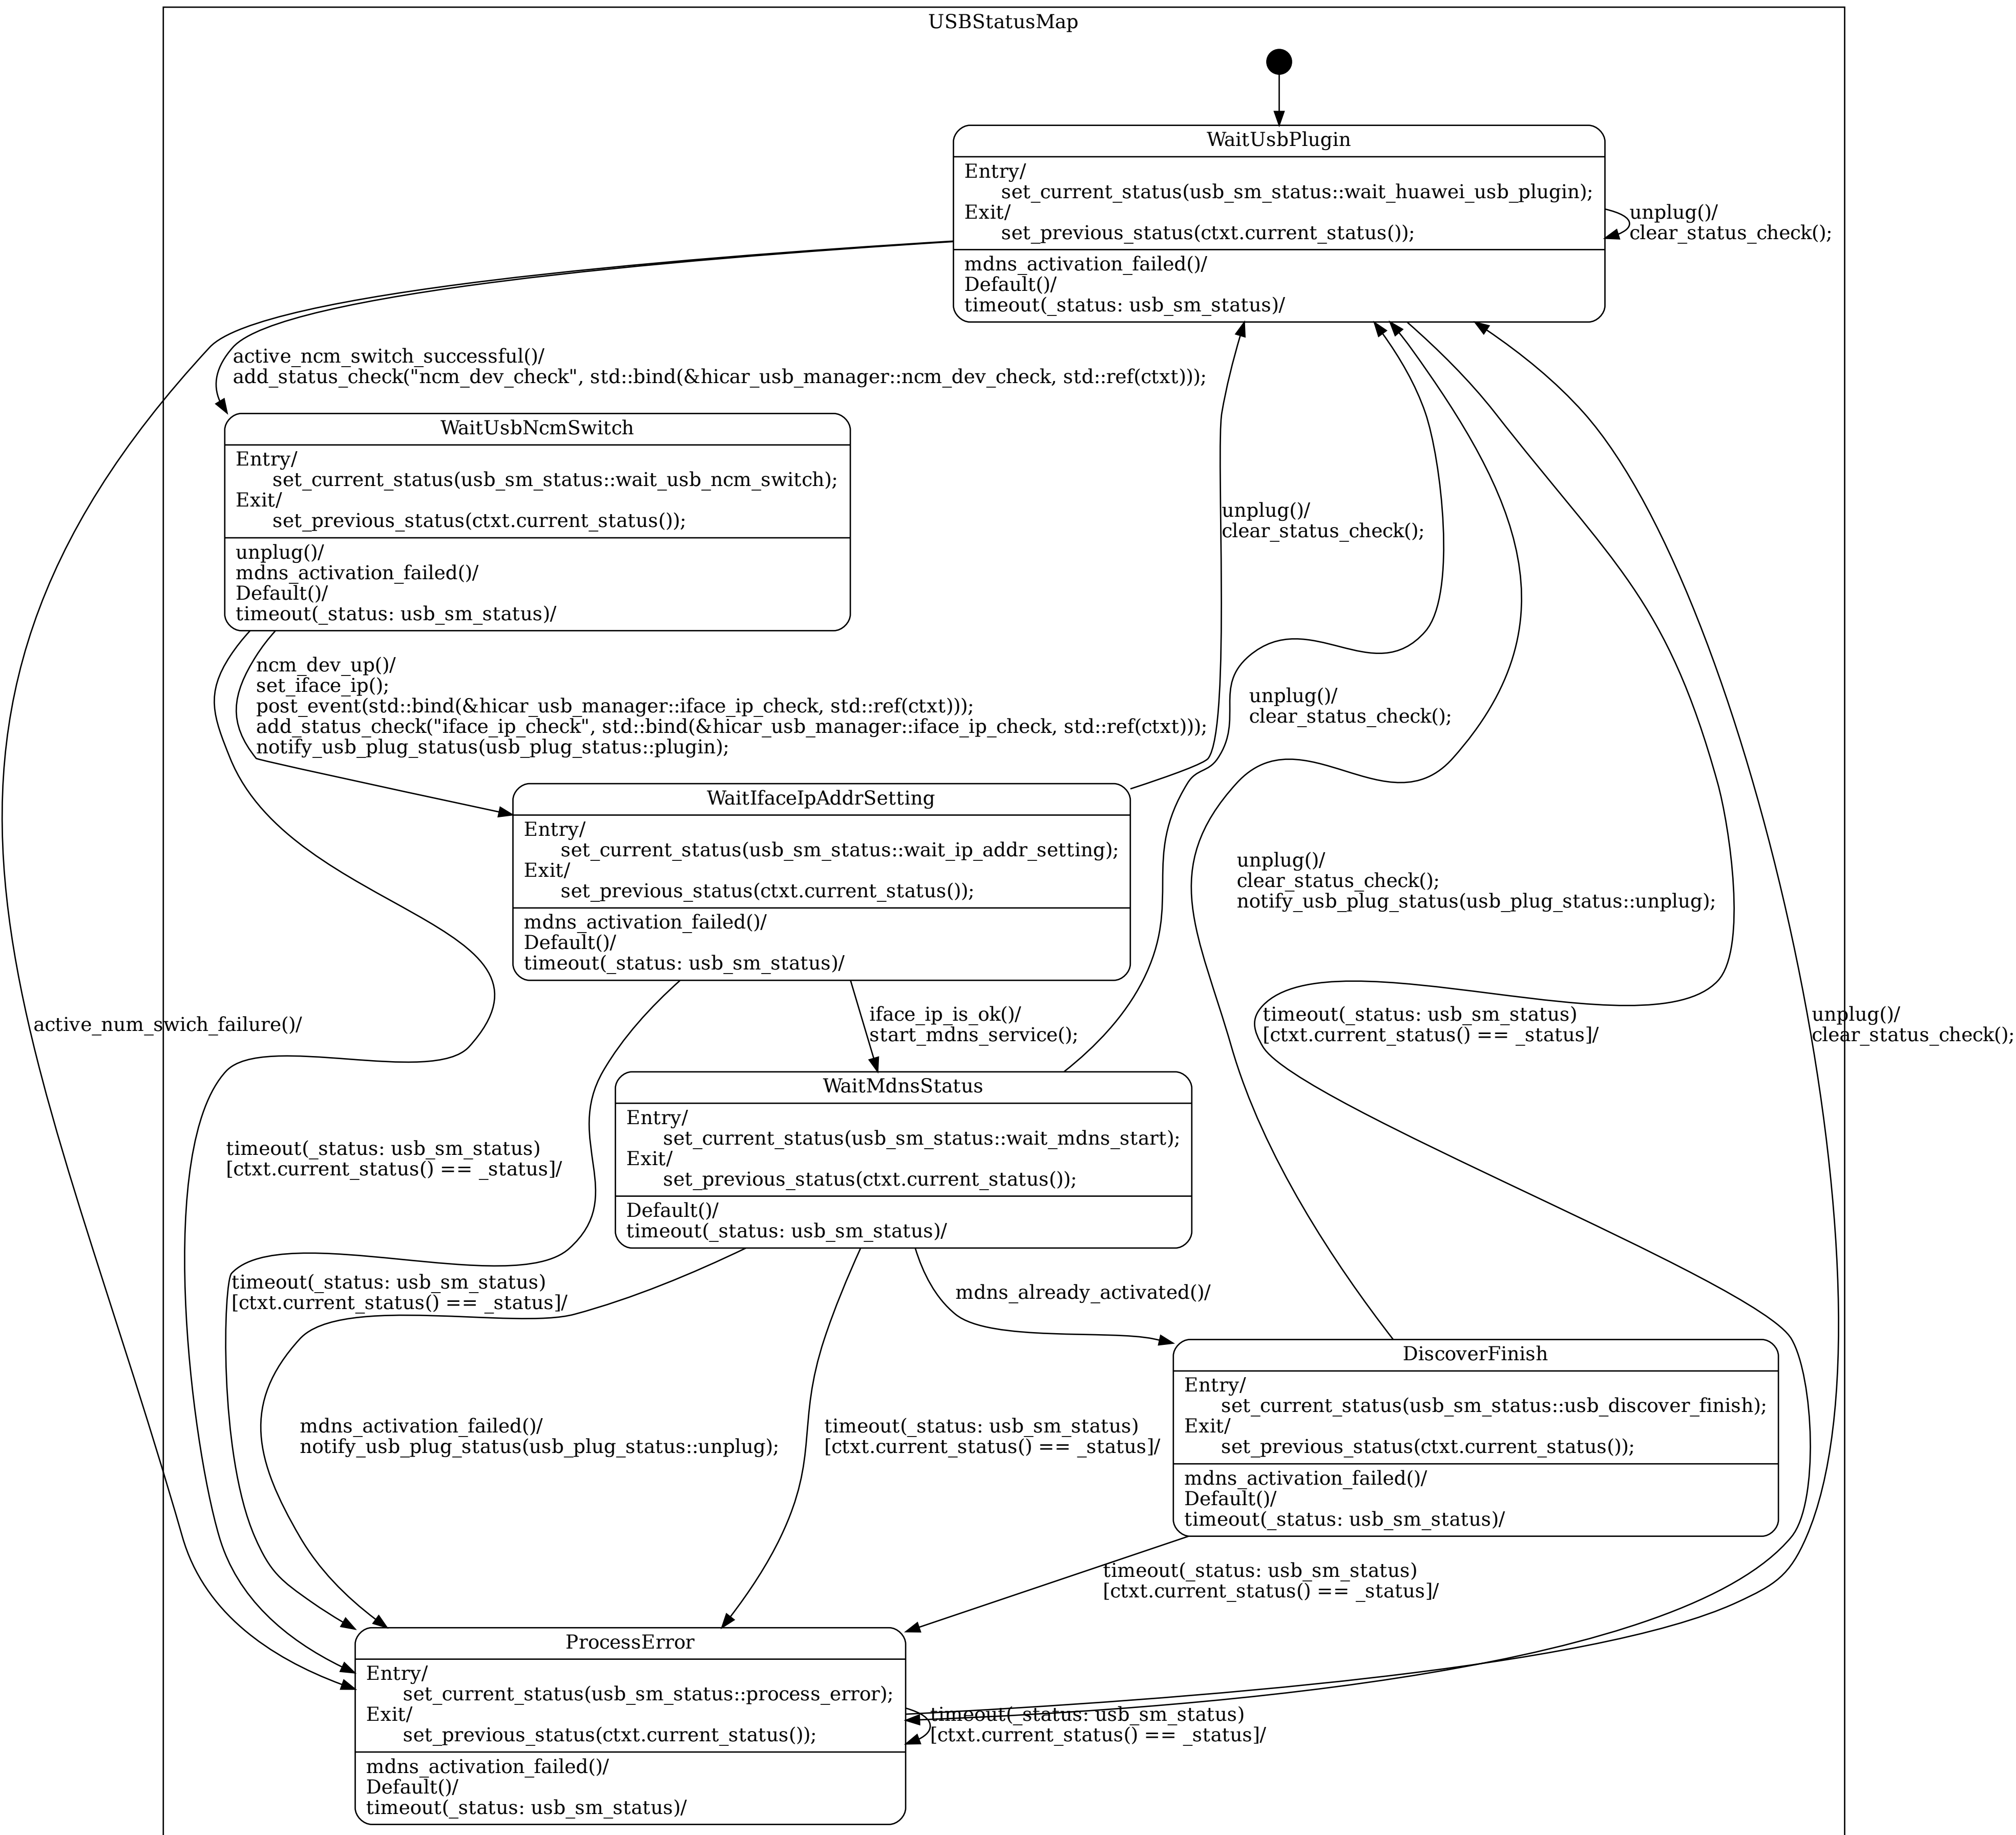 USBStatusMap
WaitUsbPlugin
Entry/
set_current_status(usb_sm_status::wait_huawei_usb_plugin);
Exit/
set_previous_status(ctxt.current_status());
mdns_activation_failed()/
Default()/
timeout(_status: usb_sm_status)/
unplug()/
clear_status_check();
active_ncm_switch_successful()/
add_status_check("ncm_dev_check", std::bind(&hicar_usb_manager::ncm_dev_check, std::ref(ctxt)));
WaitUsbNcmSwitch
Entry/
set_current_status(usb_sm_status::wait_usb_ncm_switch);
Exit/
set_previous_status(ctxt.current_status());
unplug()/
mdns_activation_failed()/
Default()/
timeout(_status: usb_sm_status)/
unplug()/
clear_status_check();
ncm_dev_up()/
set_iface_ip();
post_event(std::bind(&hicar_usb_manager::iface_ip_check, std::ref(ctxt)));
add_status_check("iface_ip_check", std::bind(&hicar_usb_manager::iface_ip_check, std::ref(ctxt)));
notify_usb_plug_status(usb_plug_status::plugin);
unplug()/
clear_status_check();
WaitIfaceIpAddrSetting
Entry/
set_current_status(usb_sm_status::wait_ip_addr_setting);
Exit/
set_previous_status(ctxt.current_status());
mdns_activation_failed()/
Default()/
timeout(_status: usb_sm_status)/
unplug()/
clear_status_check();
notify_usb_plug_status(usb_plug_status::unplug);
active_num_swich_failure()/
iface_ip_is_ok()/
start_mdns_service();
timeout(_status: usb_sm_status)
[ctxt.current_status() == _status]/
unplug()/
clear_status_check();
WaitMdnsStatus
Entry/
set_current_status(usb_sm_status::wait_mdns_start);
Exit/
set_previous_status(ctxt.current_status());
Default()/
timeout(_status: usb_sm_status)/
timeout(_status: usb_sm_status)
[ctxt.current_status() == _status]/
timeout(_status: usb_sm_status)
[ctxt.current_status() == _status]/
mdns_already_activated()/
DiscoverFinish
Entry/
set_current_status(usb_sm_status::usb_discover_finish);
Exit/
set_previous_status(ctxt.current_status());
mdns_activation_failed()/
Default()/
timeout(_status: usb_sm_status)/
mdns_activation_failed()/
notify_usb_plug_status(usb_plug_status::unplug);
timeout(_status: usb_sm_status)
[ctxt.current_status() == _status]/
timeout(_status: usb_sm_status)
[ctxt.current_status() == _status]/
ProcessError
Entry/
set_current_status(usb_sm_status::process_error);
Exit/
set_previous_status(ctxt.current_status());
mdns_activation_failed()/
Default()/
timeout(_status: usb_sm_status)/
timeout(_status: usb_sm_status)
[ctxt.current_status() == _status]/